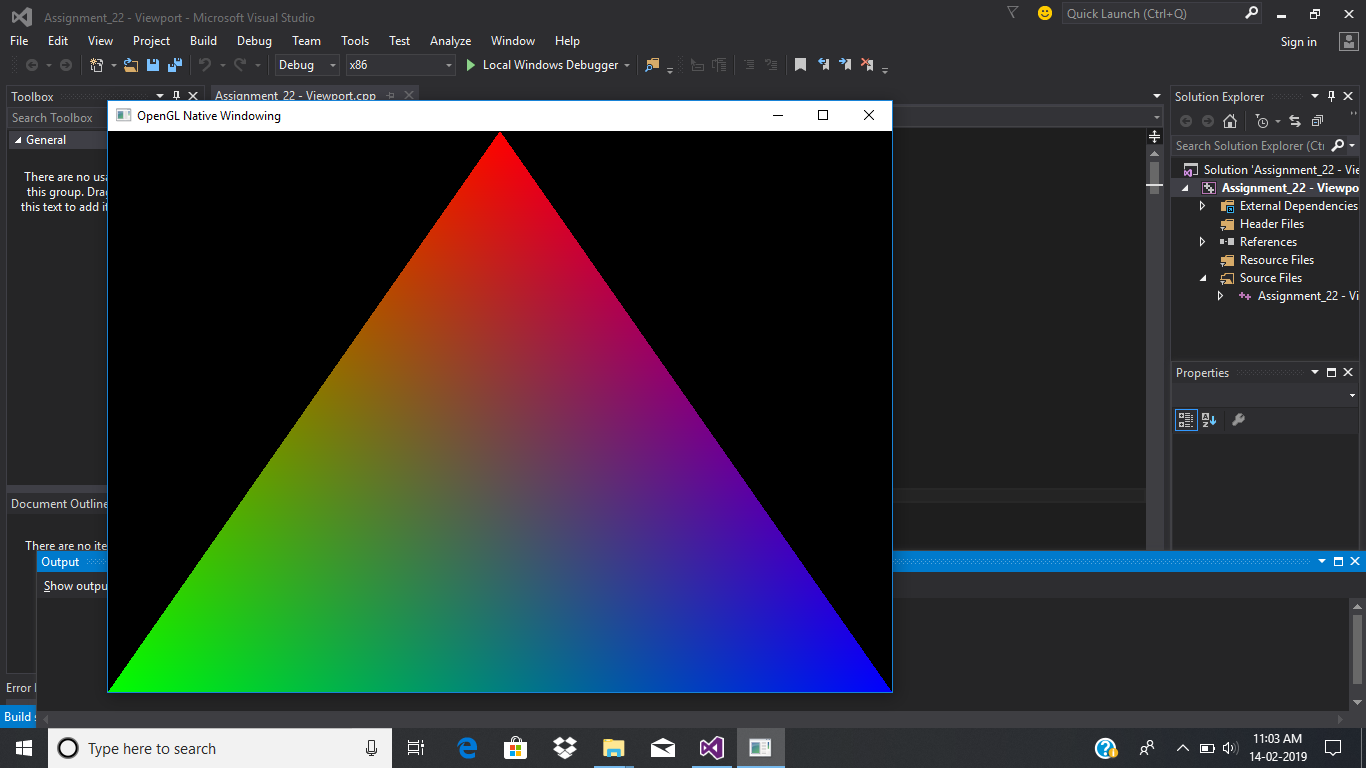 Assignment_22 - Viewport - Microsoft Visual Studio
Quick Launch (Ctrl+Q)
File Edit View Project Build Debug Team Tools Test Analyze Window Help
Sign in
Debug x86 Local Windows Debugger
Toolbox
Search Toolbox
General
There are no usa
this group. Drag
this text to add it
Assignment_22 - Viewport.cpp
OpenGL Native Windowing
Solution Explorer
Search Solution Explorer (Ctr
Solution 'Assignment_22 - Vie
Assignment_22 - Viewpo
External Dependencies
Header Files
References
Resource Files
Source Files
Assignment_22 - Vi
Properties
Document Outline
There are no ite
Output
Show outpu
Error
Build s
Type here to search
11:03 AM
14-02-2019